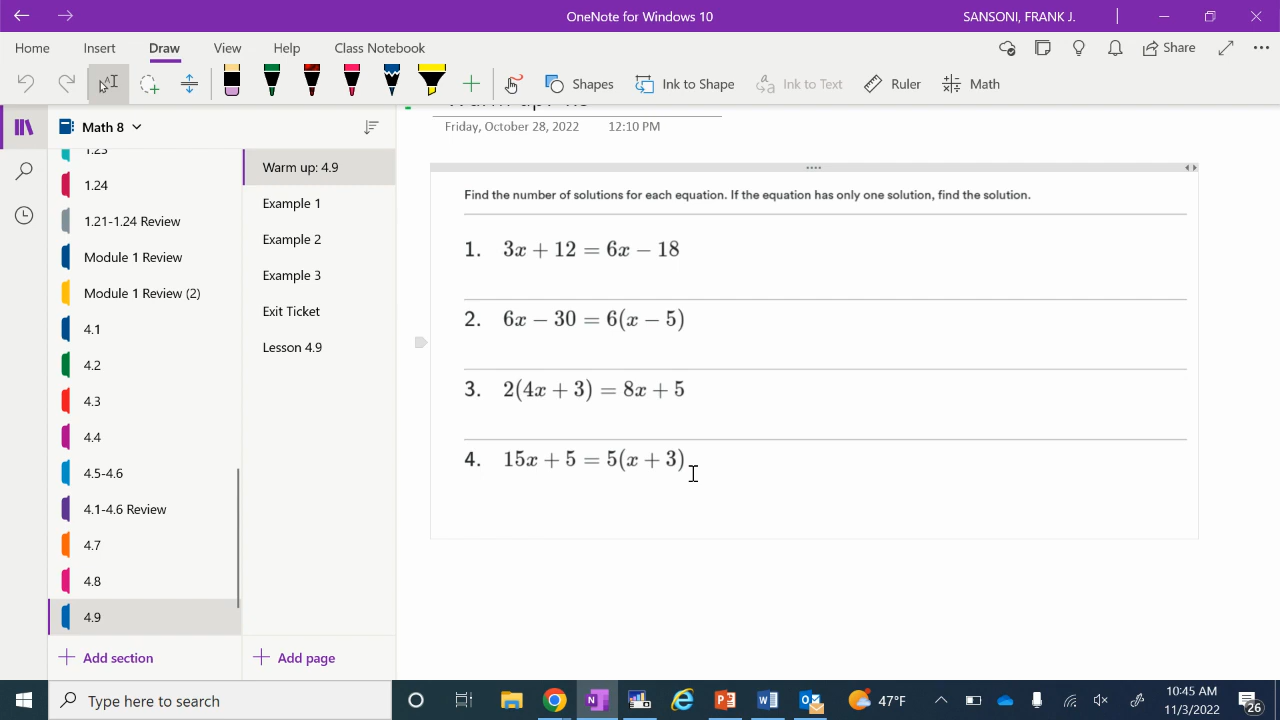 OneNote for Windows 10
SANSONI, FRANK J.
Home Insert Draw View Help Class Notebook
Share
Shapes Ink to Shape Ink to Text Ruler Math
Math 8
1.23
1.24
1.21-1.24 Review
Module 1 Review
Module 1 Review (2)
4.1
4.2
4.3
4.4
4.5-4.6
4.1-4.6 Review
4.7
4.8
4.9
Add section
Warm up: 4.9
Example 1
Example 2
Example 3
Exit Ticket
Lesson 4.9
Add page
Friday, October 28, 2022 12:10 PM
Find the number of solutions for each equation. If the equation has only one solution, find the solution.
1. 3x + 12 = 6x − 18
2. 6x − 30 = 6(x − 5)
3. 2(4x + 3) = 8x + 5
4. 15x + 5 = 5(x + 3)
Type here to search
47°F
10:45 AM
11/3/2022
26